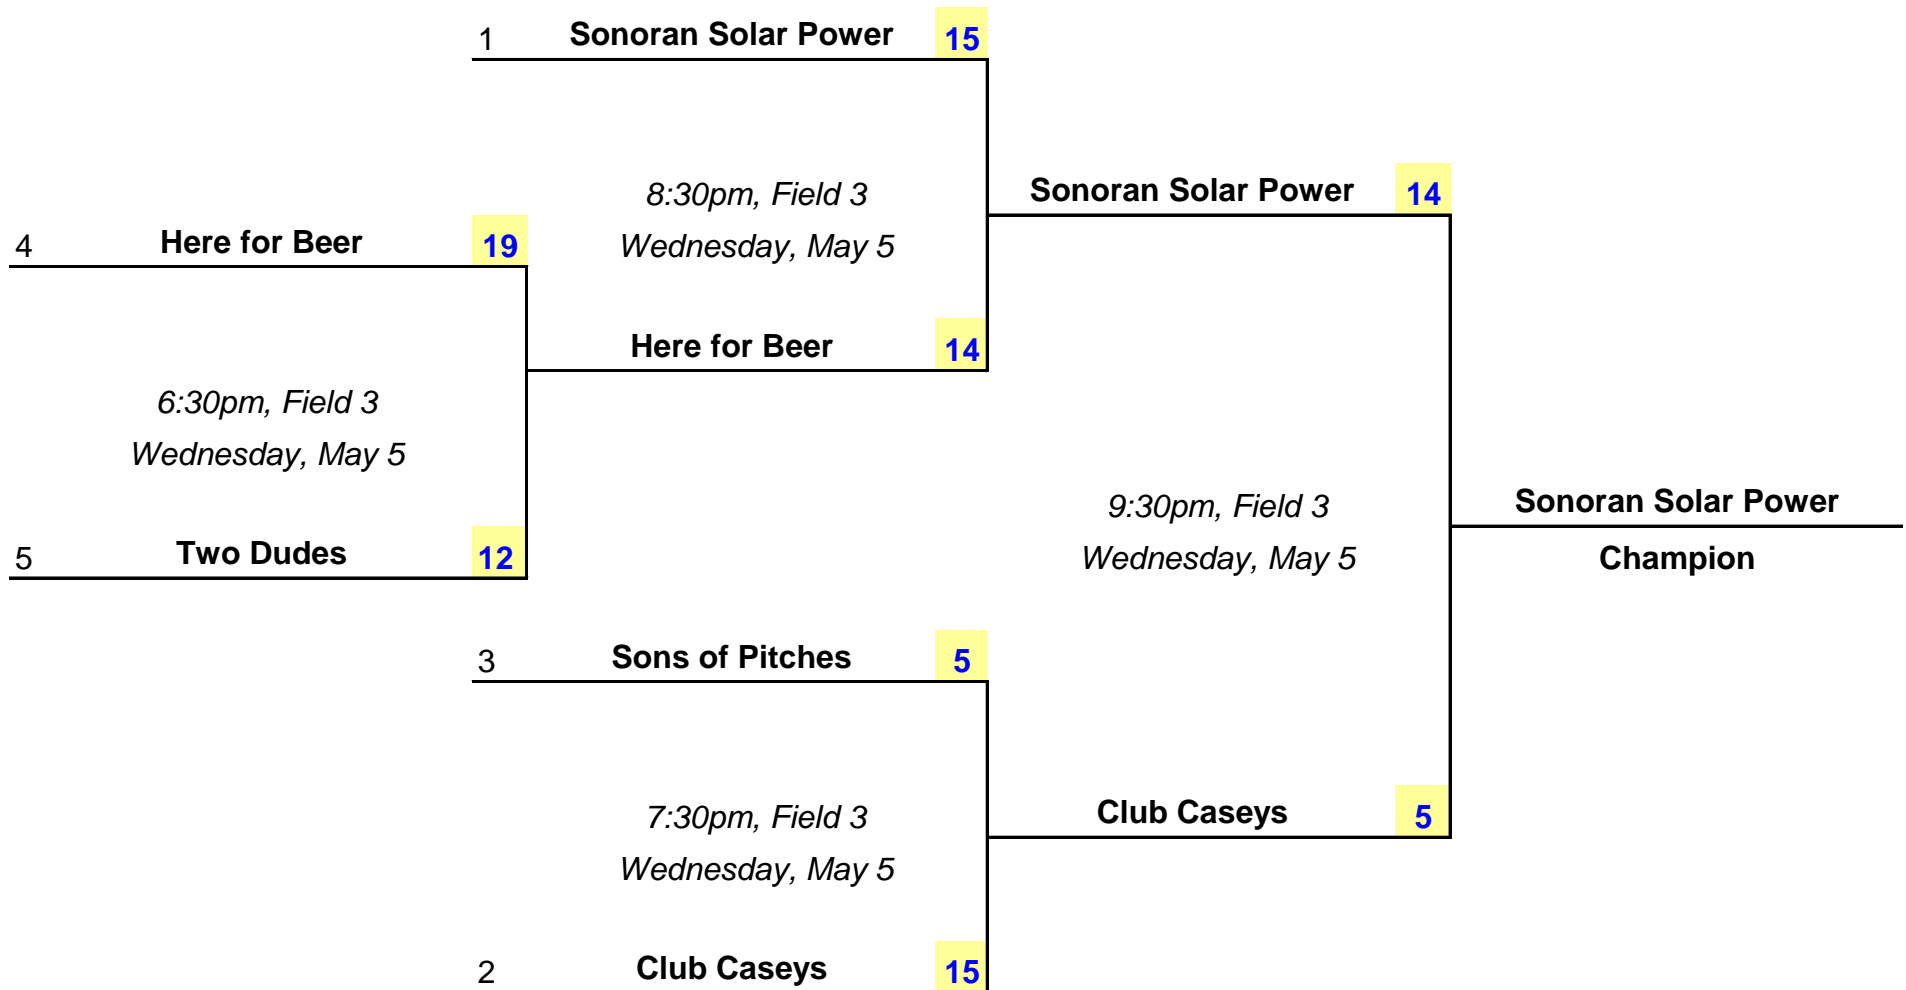 1 Sonoran Solar Power 15
8:30pm, Field 3
Wednesday, May 5
Sonoran Solar Power 14
4 Here for Beer 19
Here for Beer 14
6:30pm, Field 3
Wednesday, May 5
9:30pm, Field 3
Wednesday, May 5
Sonoran Solar Power
Champion
5 Two Dudes 12
3 Sons of Pitches 5
7:30pm, Field 3
Wednesday, May 5
Club Caseys 5
2 Club Caseys 15